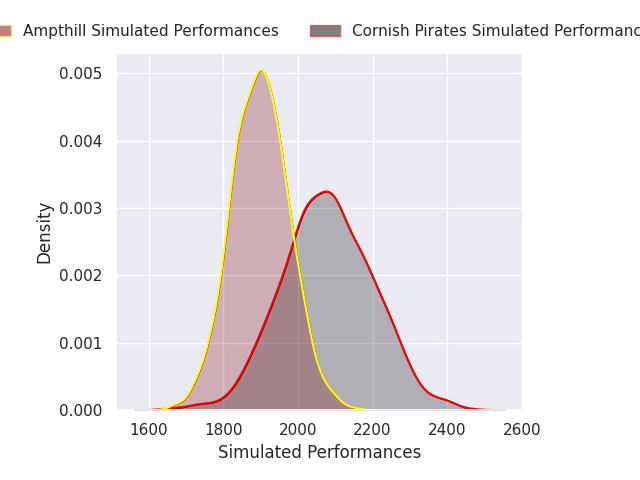 Ampthill Simulated Performances
Cornish Pirates Simulated Performanc
0.005
0.004
0.003
0.002
0.001
0.000
Density
1600 1800 2000 2200 2400 2600
Simulated Performances